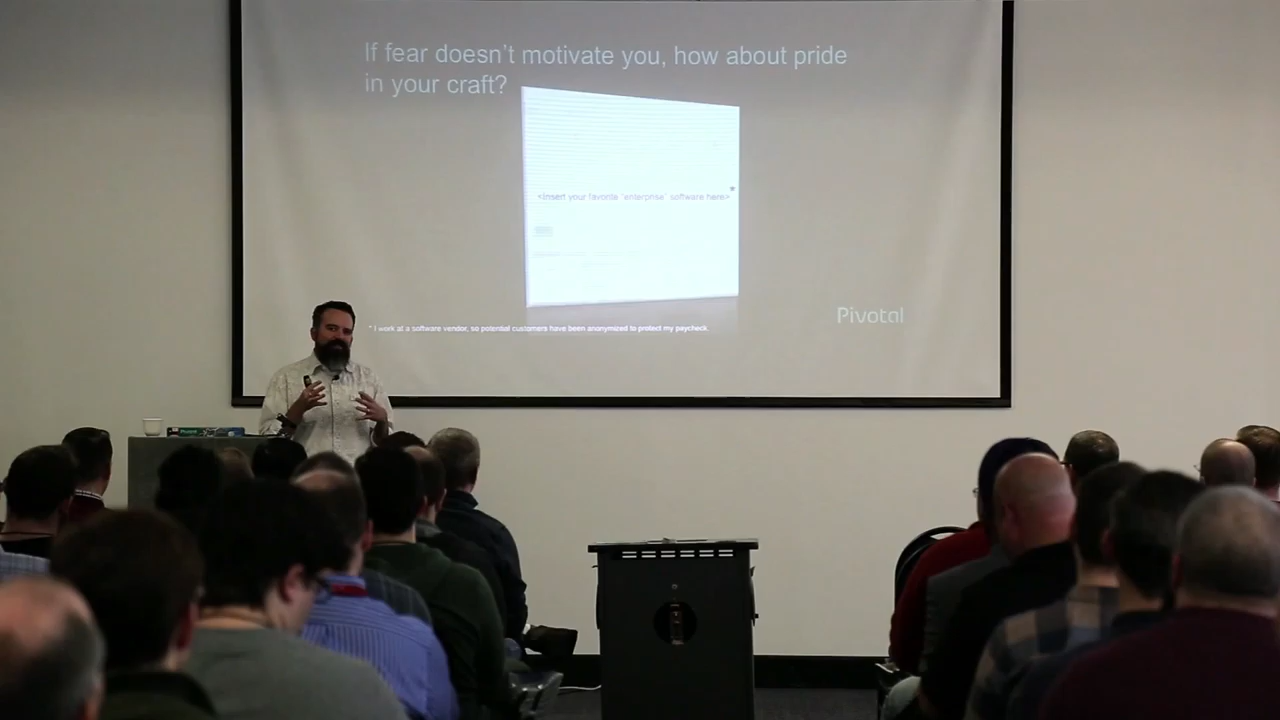 If fear doesn't motivate you, how about pride
in your craft?
*
<Insert your favorite 'enterprise' software here>
* I work at a software vendor, so potential customers have been anonymized to protect my paycheck.
Pivotal